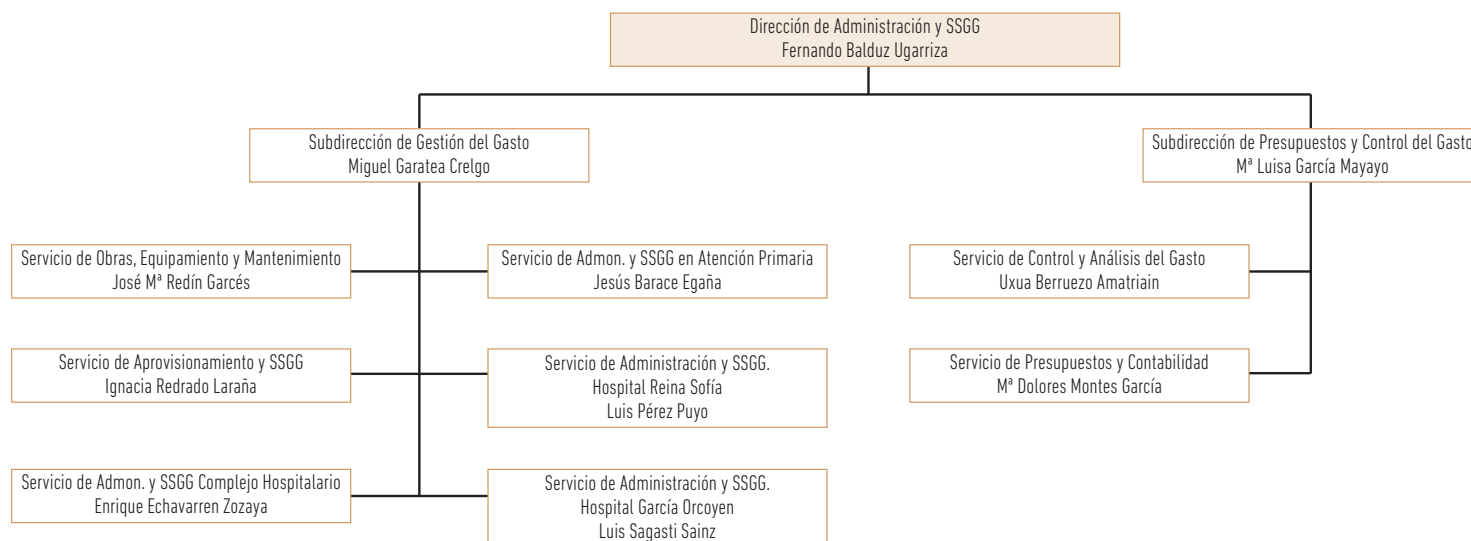 Dirección de Administración y SSGG
Fernando Balduz Ugarriza
Subdirección de Gestión del Gasto
Miguel Garatea Crelgo
Subdirección de Presupuestos y Control del Gasto
Mª Luisa García Mayayo
Servicio de Obras, Equipamiento y Mantenimiento
José Mª Redín Garcés
Servicio de Admon. y SSGG en Atención Primaria
Jesús Barace Egaña
Servicio de Control y Análisis del Gasto
Uxua Berruezo Amatriain
Servicio de Aprovisionamiento y SSGG
Ignacia Redrado Laraña
Servicio de Administración y SSGG.
Hospital Reina Sofía
Luis Pérez Puyo
Servicio de Presupuestos y Contabilidad
Mª Dolores Montes García
Servicio de Admon. y SSGG Complejo Hospitalario
Enrique Echavarren Zozaya
Servicio de Administración y SSGG.
Hospital García Orcoyen
Luis Sagasti Sainz